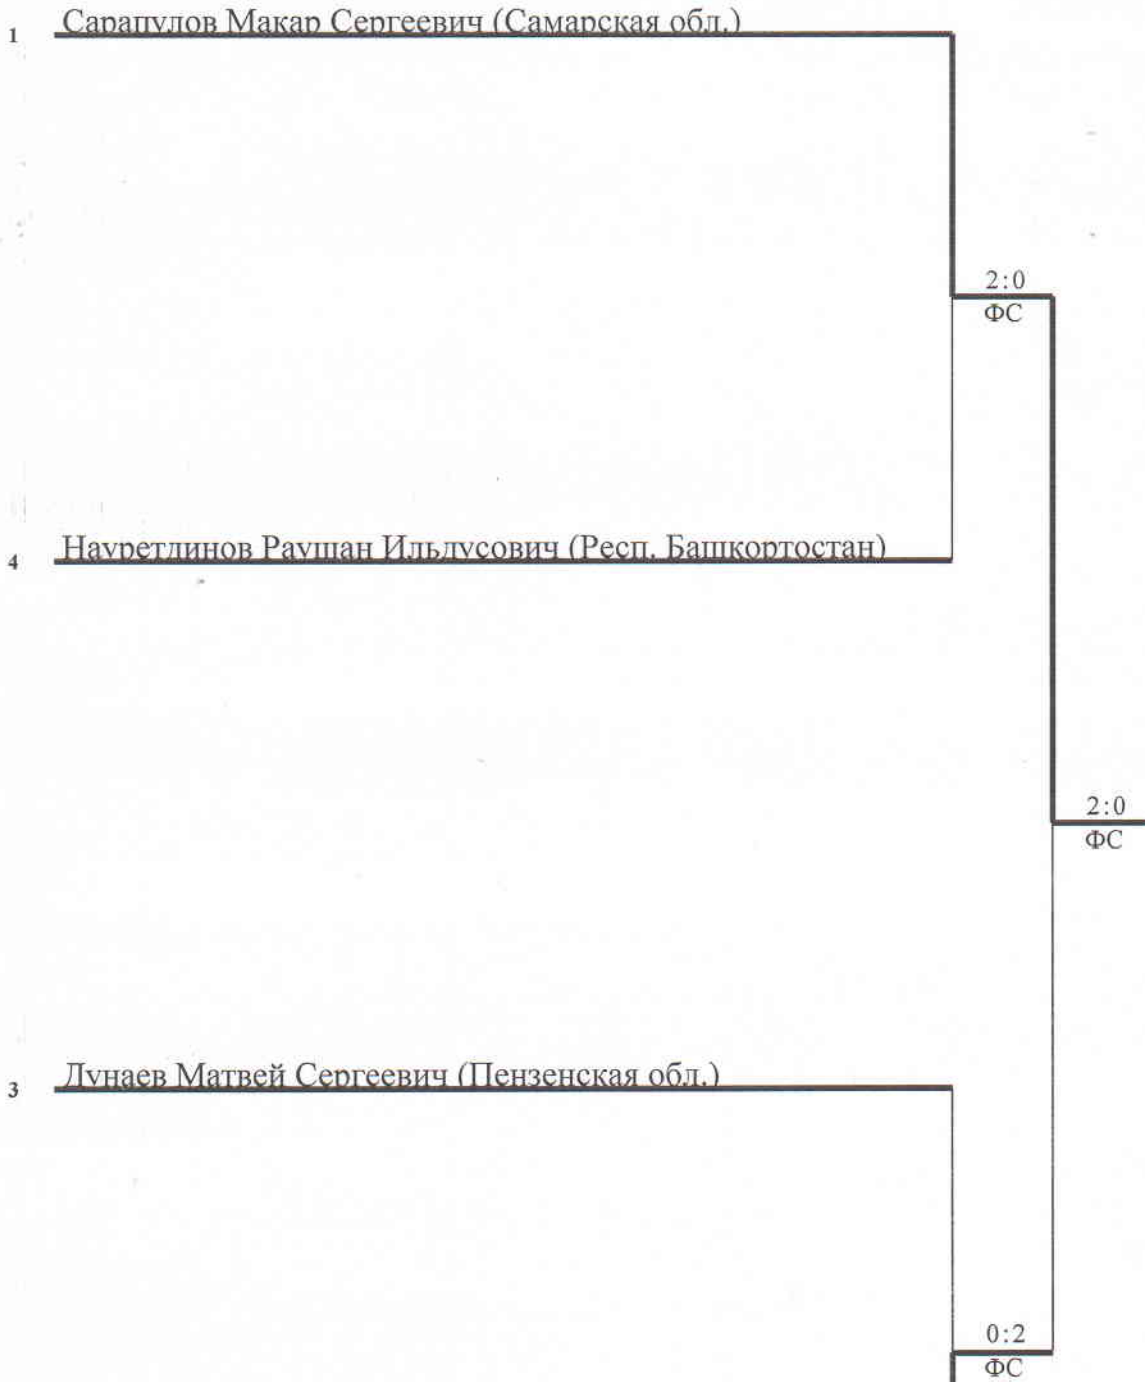 1 Сарапулов Макар Сергеевич (Самарская обл.)
2:0
ФС
4 Науретдинов Раушан Ильдусович (Респ. Башкортостан)
2:0
ФС
3 Дунаев Матвей Сергеевич (Пензенская обл.)
0:2
ФС